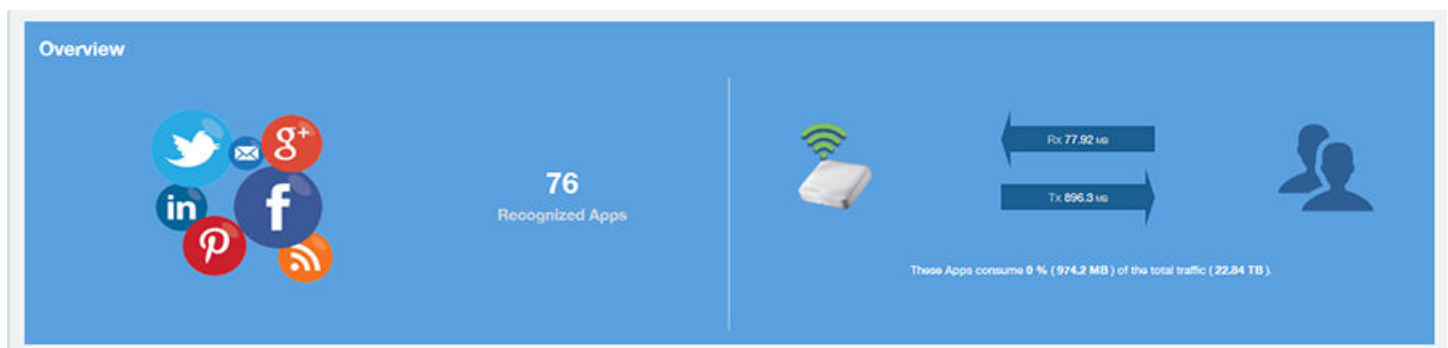 Overview
g+
in
f
76
Recognized Apps
Rx 77.92 MB
Tx 896.3 MB
These Apps consume 0 % ( 974.2 MB ) of the total traffic ( 22.84 TB ).